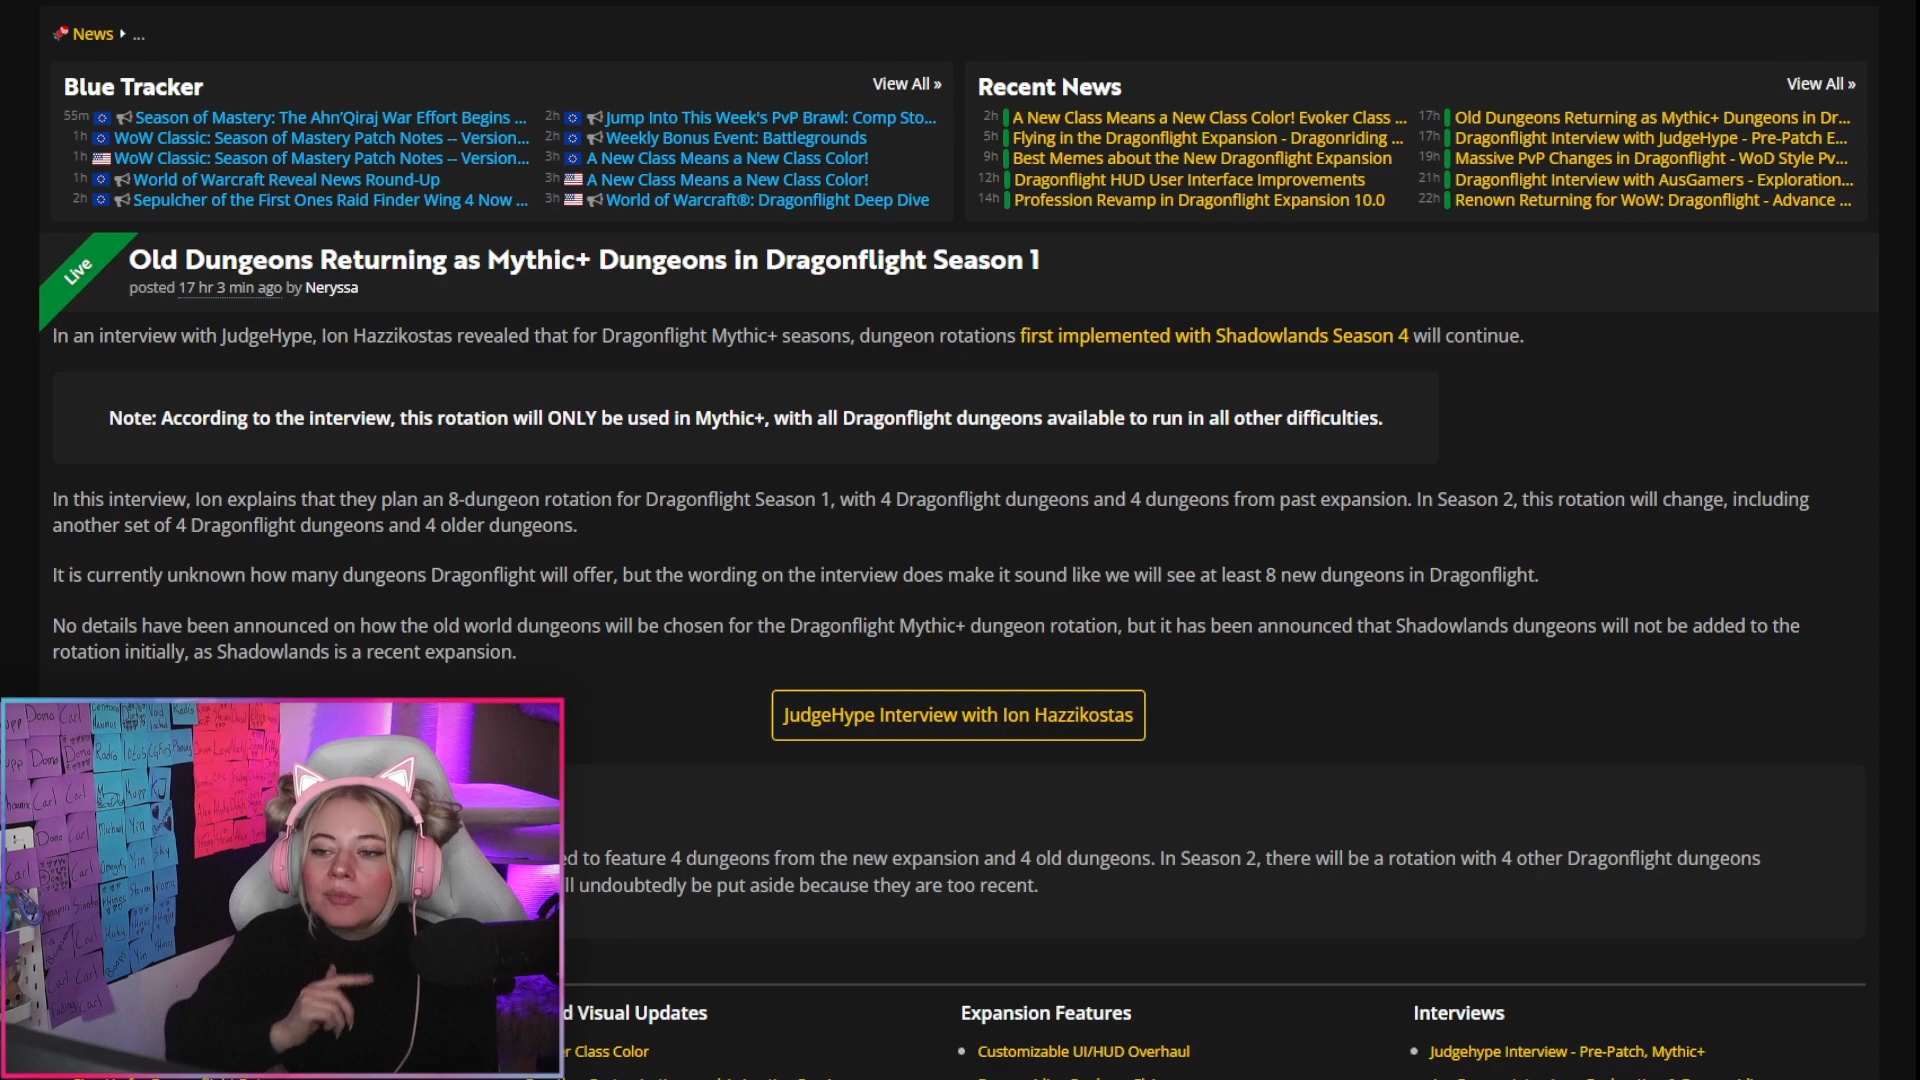 News ...
Blue Tracker
View All »
55m Season of Mastery: The Ahn'Qiraj War Effort Begins ...
1h WoW Classic: Season of Mastery Patch Notes -- Version...
1h WoW Classic: Season of Mastery Patch Notes -- Version...
1h World of Warcraft Reveal News Round-Up
2h Sepulcher of the First Ones Raid Finder Wing 4 Now ...
2h Jump Into This Week's PvP Brawl: Comp Sto...
2h Weekly Bonus Event: Battlegrounds
3h A New Class Means a New Class Color!
3h A New Class Means a New Class Color!
3h World of Warcraft®: Dragonflight Deep Dive
Recent News
View All »
2h A New Class Means a New Class Color! Evoker Class ...
5h Flying in the Dragonflight Expansion - Dragonriding ...
9h Best Memes about the New Dragonflight Expansion
12h Dragonflight HUD User Interface Improvements
14h Profession Revamp in Dragonflight Expansion 10.0
17h Old Dungeons Returning as Mythic+ Dungeons in Dr...
17h Dragonflight Interview with JudgeHype - Pre-Patch E...
19h Massive PvP Changes in Dragonflight - WoD Style Pv...
21h Dragonflight Interview with AusGamers - Exploration...
22h Renown Returning for WoW: Dragonflight - Advance ...
Live
Old Dungeons Returning as Mythic+ Dungeons in Dragonflight Season 1
posted 17 hr 3 min ago by Neryssa
In an interview with JudgeHype, Ion Hazzikostas revealed that for Dragonflight Mythic+ seasons, dungeon rotations first implemented with Shadowlands Season 4 will continue.
Note: According to the interview, this rotation will ONLY be used in Mythic+, with all Dragonflight dungeons available to run in all other difficulties.
In this interview, Ion explains that they plan an 8-dungeon rotation for Dragonflight Season 1, with 4 Dragonflight dungeons and 4 dungeons from past expansion. In Season 2, this rotation will change, including
another set of 4 Dragonflight dungeons and 4 older dungeons.
It is currently unknown how many dungeons Dragonflight will offer, but the wording on the interview does make it sound like we will see at least 8 new dungeons in Dragonflight.
No details have been announced on how the old world dungeons will be chosen for the Dragonflight Mythic+ dungeon rotation, but it has been announced that Shadowlands dungeons will not be added to the
rotation initially, as Shadowlands is a recent expansion.
JudgeHype Interview with Ion Hazzikostas
ed to feature 4 dungeons from the new expansion and 4 old dungeons. In Season 2, there will be a rotation with 4 other Dragonflight dungeons
ll undoubtedly be put aside because they are too recent.
d Visual Updates
r Class Color
Expansion Features
Customizable UI/HUD Overhaul
Interviews
Judgehype Interview - Pre-Patch, Mythic+
Domo Carl
Domo
Carl Carl
Domo Carl
Carl
Carl
Carl Carl
Carl
Radio
Michael Yin
Yin Sky
Yin